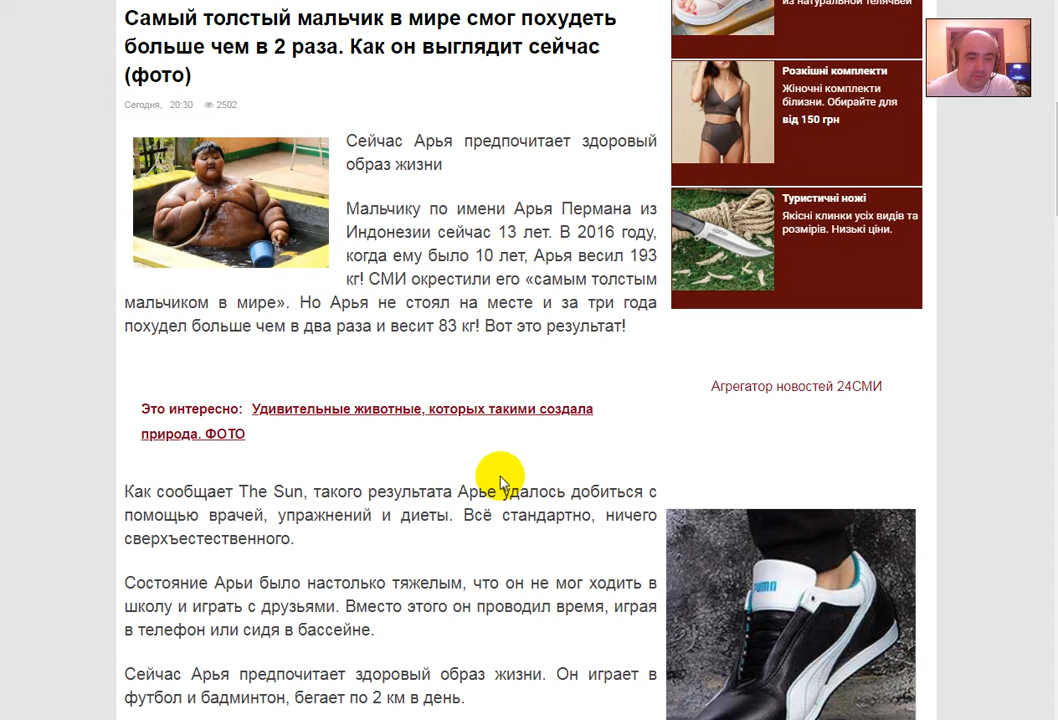 Самый толстый мальчик в мире смог похудеть
больше чем в 2 раза. Как он выглядит сейчас
(фото)
Сегодня, 20:30 2502
Сейчас Арья предпочитает здоровый
образ жизни
Мальчику по имени Арья Пермана из
Индонезии сейчас 13 лет. В 2016 году,
когда ему было 10 лет, Арья весил 193
кг! СМИ окрестили его «самым толстым
мальчиком в мире». Но Арья не стоял на месте и за три года
похудел больше чем в два раза и весит 83 кг! Вот это результат!
Это интересно: Удивительные животные, которых такими создала
природа. ФОТО
Как сообщает The Sun, такого результата Арье удалось добиться с
помощью врачей, упражнений и диеты. Всё стандартно, ничего
сверхъестественного.
Состояние Арьи было настолько тяжелым, что он не мог ходить в
школу и играть с друзьями. Вместо этого он проводил время, играя
в телефон или сидя в бассейне.
Сейчас Арья предпочитает здоровый образ жизни. Он играет в
футбол и бадминтон, бегает по 2 км в день.
из натуральной телячьей
Розкішні комплекти
Жіночні комплекти
білизни. Обирайте для
від 150 грн
Туристичні ножі
Якісні клинки усіх видів та
розмірів. Низькі ціни.
Агрегатор новостей 24СМИ